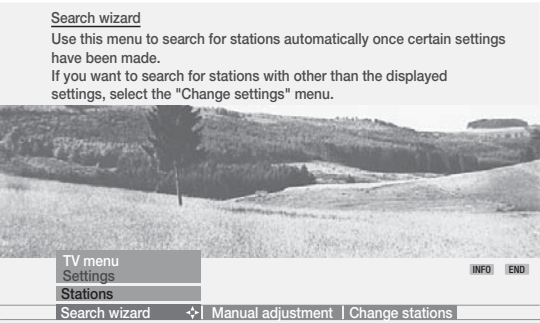 Search wizard
Use this menu to search for stations automatically once certain settings
have been made.
If you want to search for stations with other than the displayed
settings, select the "Change settings" menu.
INFO END
TV menu
Settings
Stations
Search wizard | Manual adjustment | Change stations